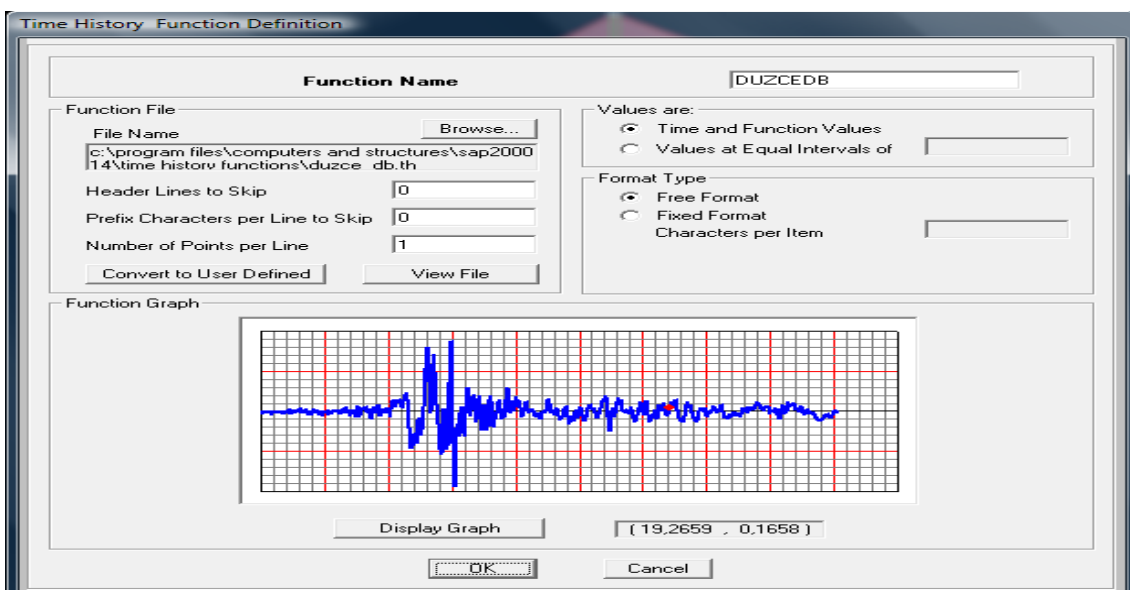 Time History Function Definition
Function Name
DUZCEDB
Function File
File Name
Browse...
c:\program files\computers and structures\sap2000
14\time history functions\duzce_db.th
Header Lines to Skip
0
Prefix Characters per Line to Skip
0
Number of Points per Line
1
Convert to User Defined
View File
Values are:
Time and Function Values
Values at Equal Intervals of
Format Type
Free Format
Fixed Format
Characters per Item
Function Graph
Display Graph
( 19,2659 , 0,1658 )
OK
Cancel